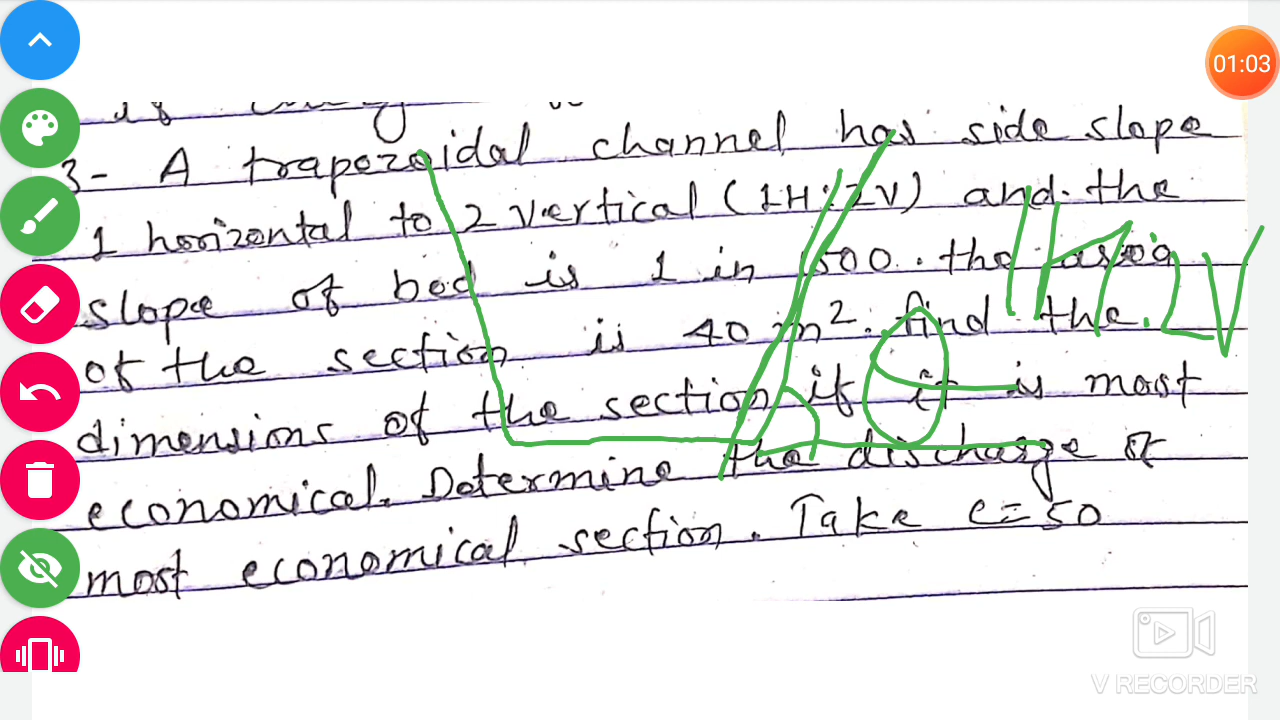 01:03
3- A trapezoidal channel has side slope
1 horizontal to 2 vertical (1H:2V) and the
slope of bed is 1 in 1500. the area
of the section is 40 m². find the
dimensions of the section if it is most
economical. Determine the discharge of
most economical section. Take c=50
1H 2V
θ
V RECORDER